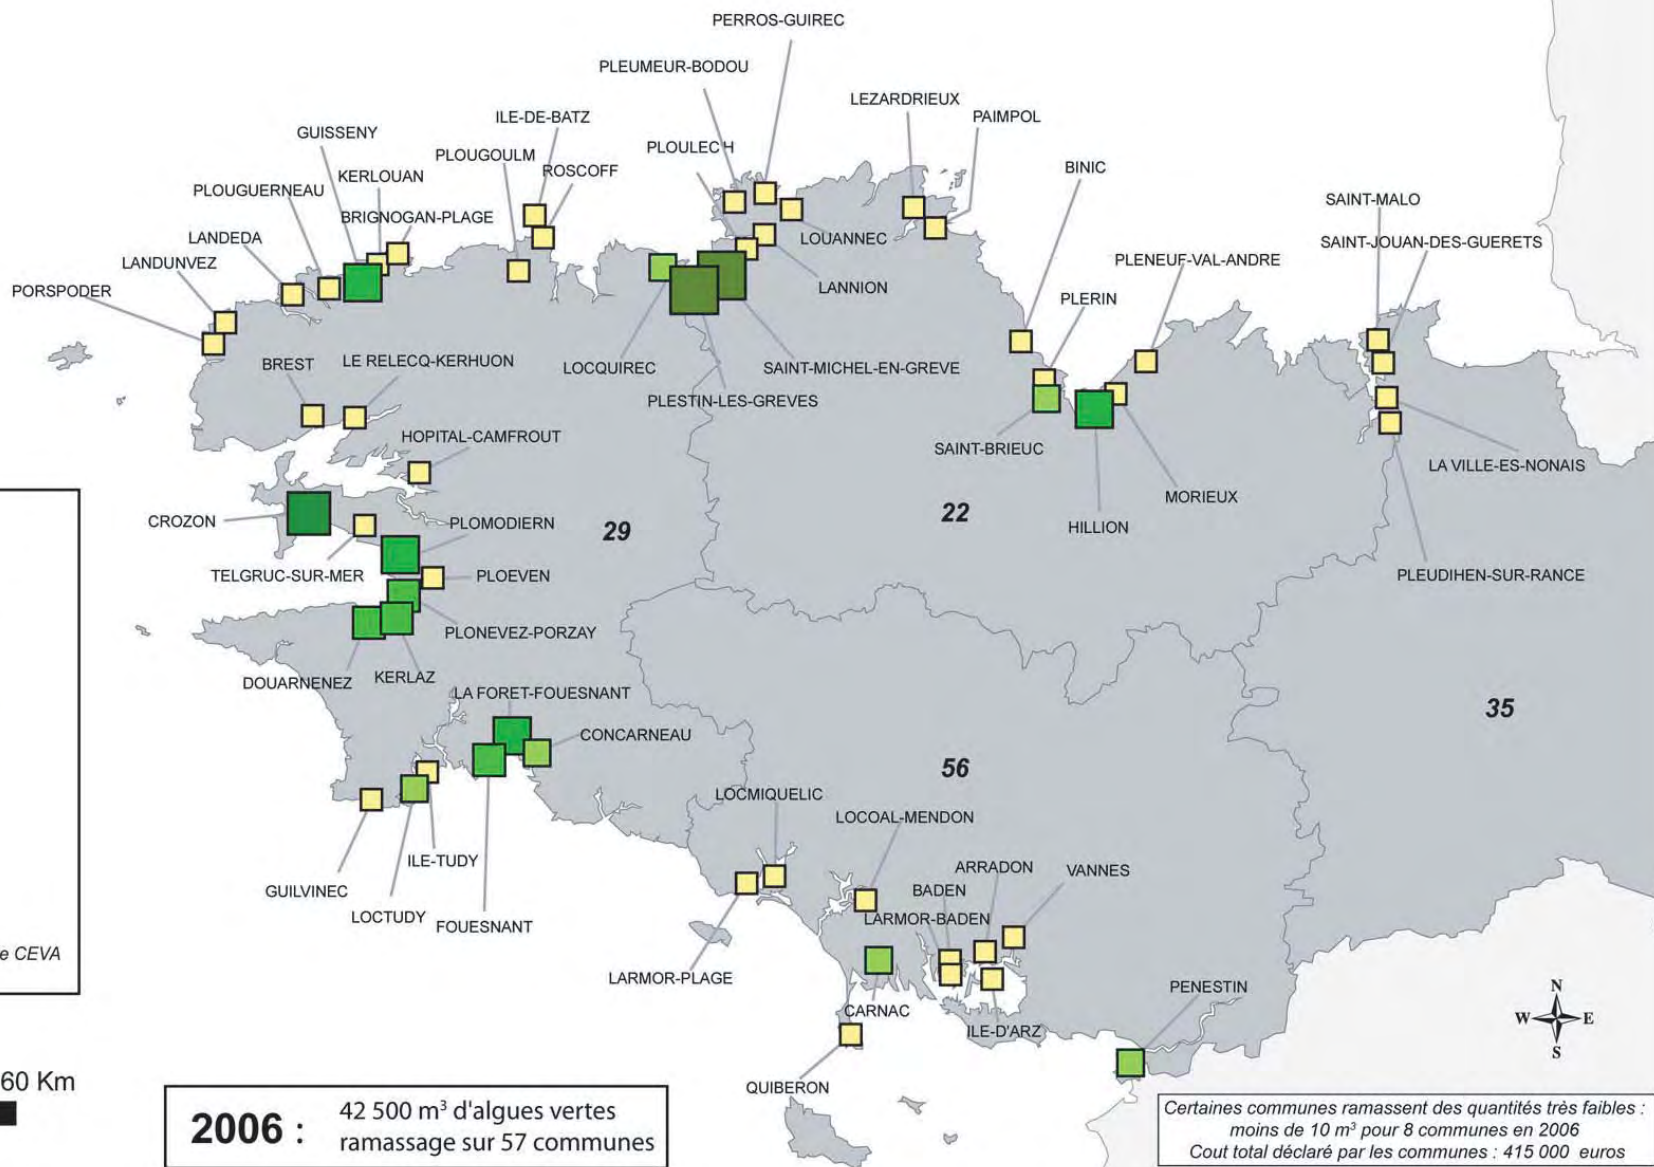 PERROS-GUIREC
PLEUMEUR-BODOU
LEZARDRIEUX
ILE-DE-BATZ
PAIMPOL
GUISSENY
PLOUGOULM
PLOULECH
ROSCOFF
BINIC
KERLOUAN
PLOUGUERNEAU
SAINT-MALO
BRIGNOGAN-PLAGE
LANDEDA
LOUANNEC
SAINT-JOUAN-DES-GUERETS
LANDUNVEZ
PLENEUF-VAL-ANDRE
PORSPODER
LANNION
PLERIN
BREST
LE RELECQ-KERHUON
LOCQUIREC
SAINT-MICHEL-EN-GREVE
PLESTIN-LES-GREVES
HOPITAL-CAMFROUT
SAINT-BRIEUC
LA VILLE-ES-NONAIS
MORIEUX
CROZON
PLOMODIERN
29
22
HILLION
TELGRUC-SUR-MER
PLOEVEN
PLEUDIHEN-SUR-RANCE
PLONEVEZ-PORZAY
DOUARNENEZ
KERLAZ
LA FORET-FOUESNANT
35
CONCARNEAU
56
LOCMIQUELIC
LOCOAL-MENDON
ILE-TUDY
ARRADON
VANNES
GUILVINEC
BADEN
LOCTUDY
FOUESNANT
LARMOR-BADEN
e CEVA
LARMOR-PLAGE
PENESTIN
N
W
E
S
CARNAC
ILE-D'ARZ
60 Km
QUIBERON
2006 :
42 500 m³ d'algues vertes
ramassage sur 57 communes
Certaines communes ramassent des quantités très faibles :
moins de 10 m³ pour 8 communes en 2006
Cout total déclaré par les communes : 415 000 euros